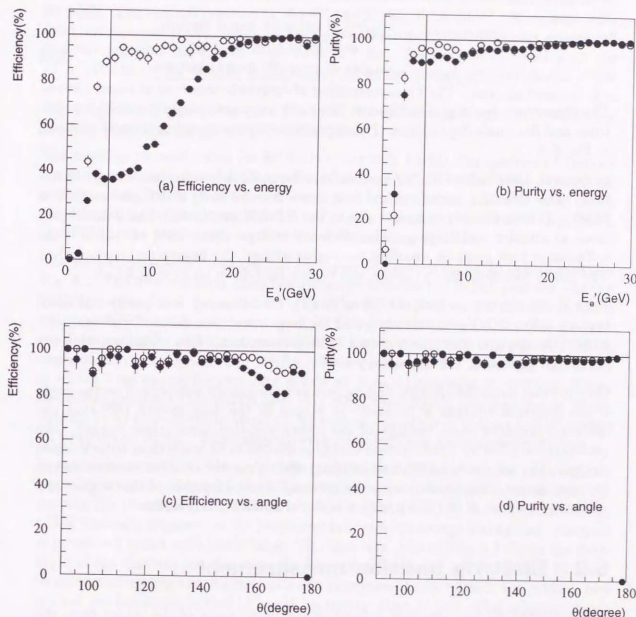 Efficiency(%)
100
80
60
40
20
0
0 10 20 30
E_e'(GeV)
(a) Efficiency vs. energy
Purity(%)
100
80
60
40
20
0
0 10 20 30
E_e'(GeV)
(b) Purity vs. energy
Efficiency(%)
100
80
60
40
20
0
100 120 140 160 180
θ(degree)
(c) Efficiency vs. angle
Purity(%)
100
80
60
40
20
0
100 120 140 160 180
θ(degree)
(d) Purity vs. angle